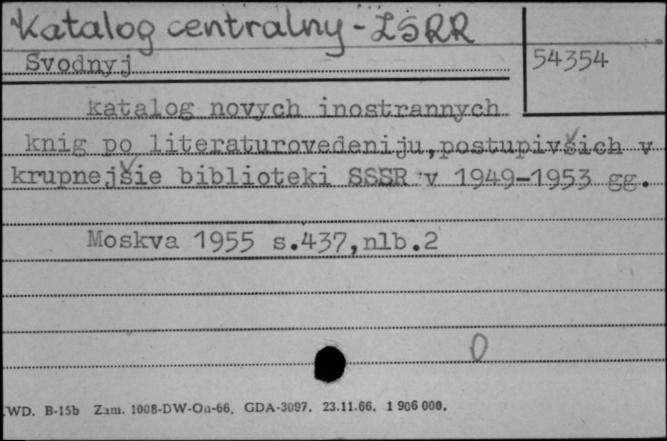 Katalog centralny - ZSRR
Svodnyj
54354
katalog novych inostrannych
knig po literaturovedeniju,postupivšich v
krupnejšie biblioteki SSSR v 1949-1953 gg.
Moskva 1955 s.437,nlb.2
0
WD. B-15b Zam. 1008-DW-Oa-66. GDA-3097. 23.11.66. 1 906 000.